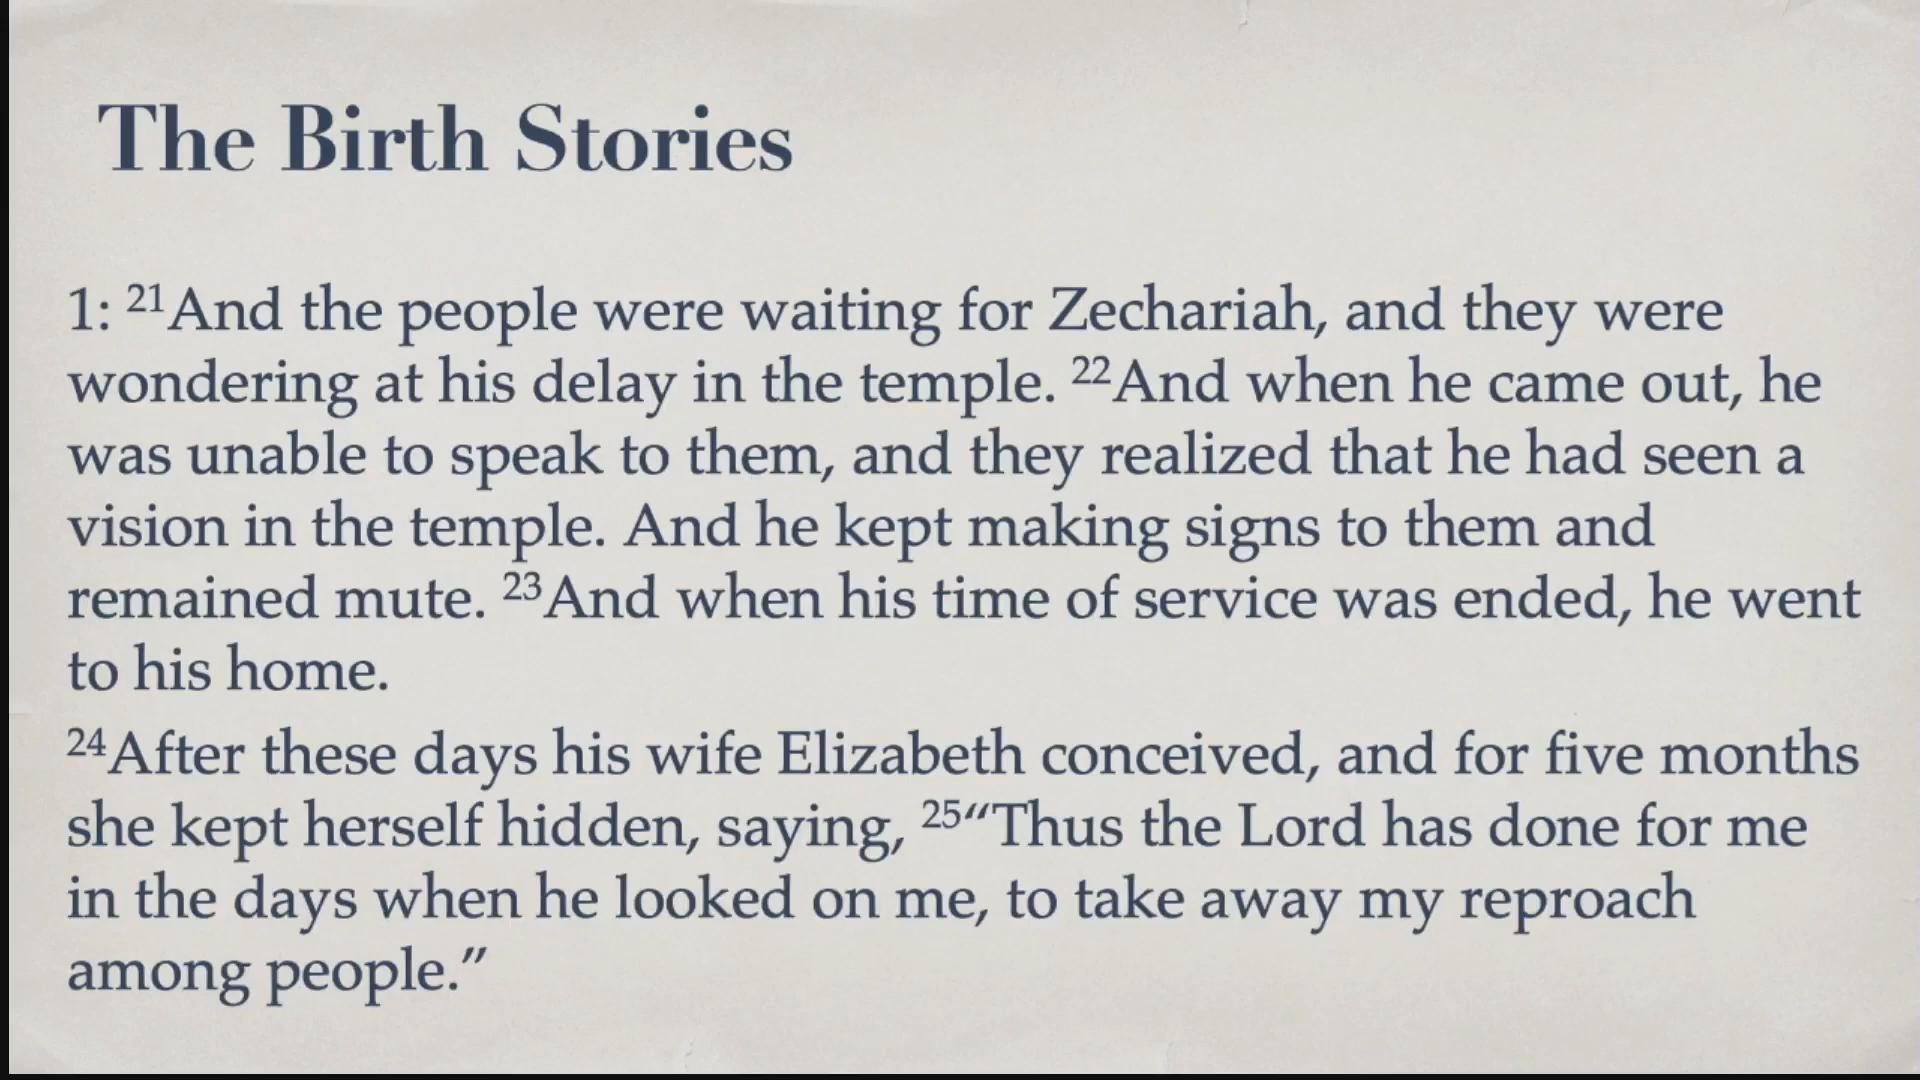 The Birth Stories
1: 21And the people were waiting for Zechariah, and they were
wondering at his delay in the temple. 22And when he came out, he
was unable to speak to them, and they realized that he had seen a
vision in the temple. And he kept making signs to them and
remained mute. 23And when his time of service was ended, he went
to his home.
24After these days his wife Elizabeth conceived, and for five months
she kept herself hidden, saying, 25“Thus the Lord has done for me
in the days when he looked on me, to take away my reproach
among people.”